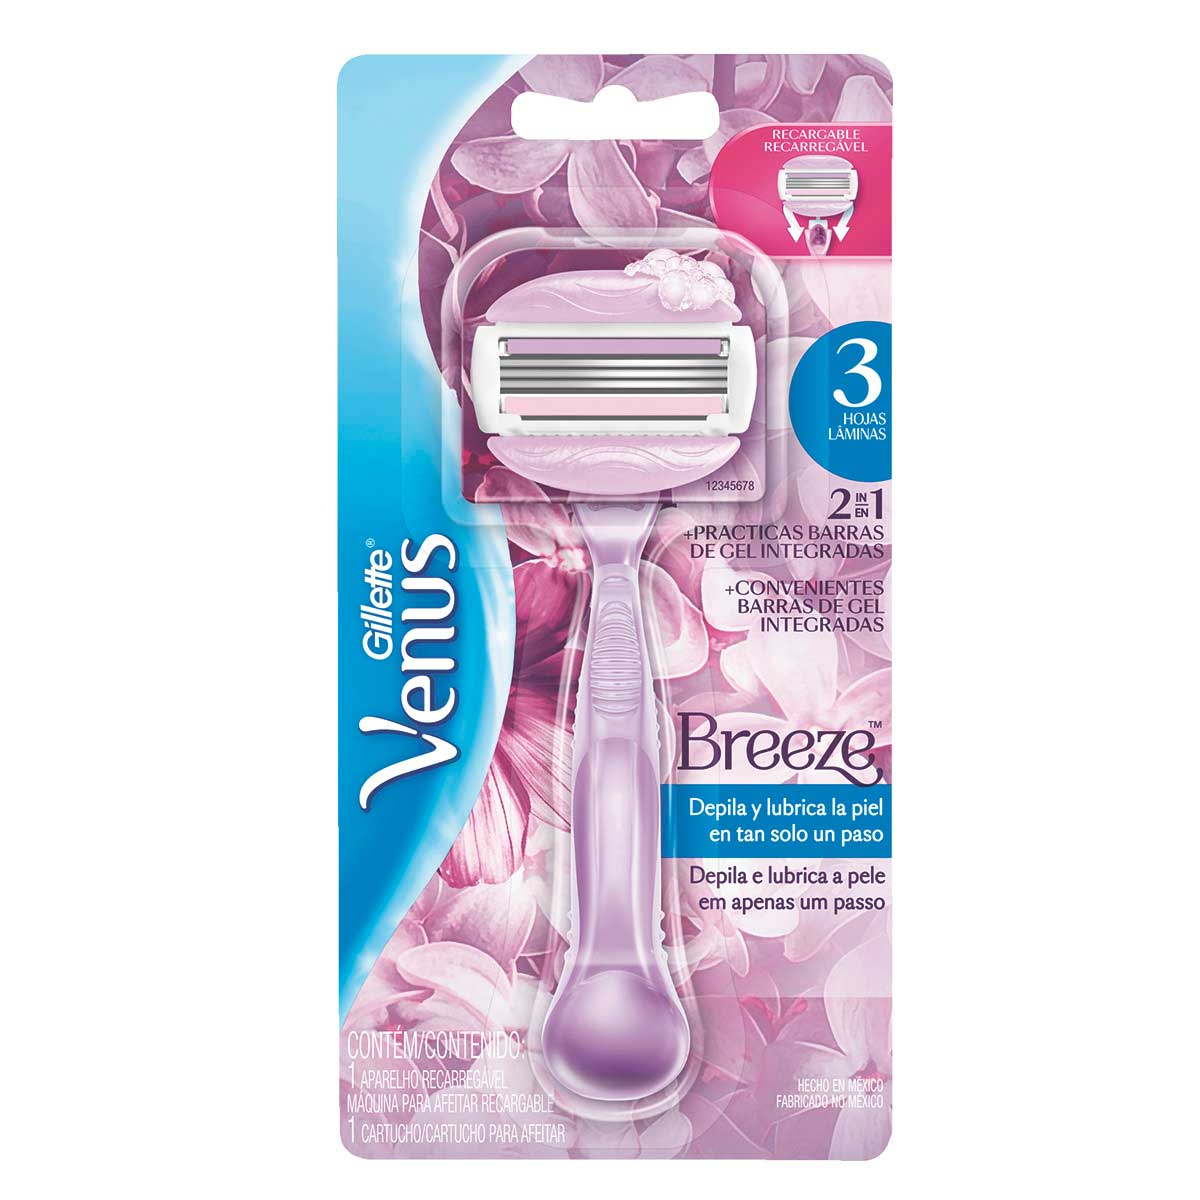 RECARGABLE
RECARREGÁVEL
3
HOJAS
LÂMINAS
12345678
2 IN EN 1
+PRACTICAS BARRAS
DE GEL INTEGRADAS
+CONVENIENTES
BARRAS DE GEL
INTEGRADAS
Gillette®
Venus
Breeze™
Depila y lubrica la piel
en tan solo un paso
Depila e lubrica a pele
em apenas um passo
CONTÉM/CONTENIDO:
1 APARELHO RECARREGÁVEL
MÁQUINA PARA AFEITAR RECARGABLE
1 CARTUCHO/CARTUCHO PARA AFEITAR
HECHO EN MÉXICO
FABRICADO NO MÉXICO